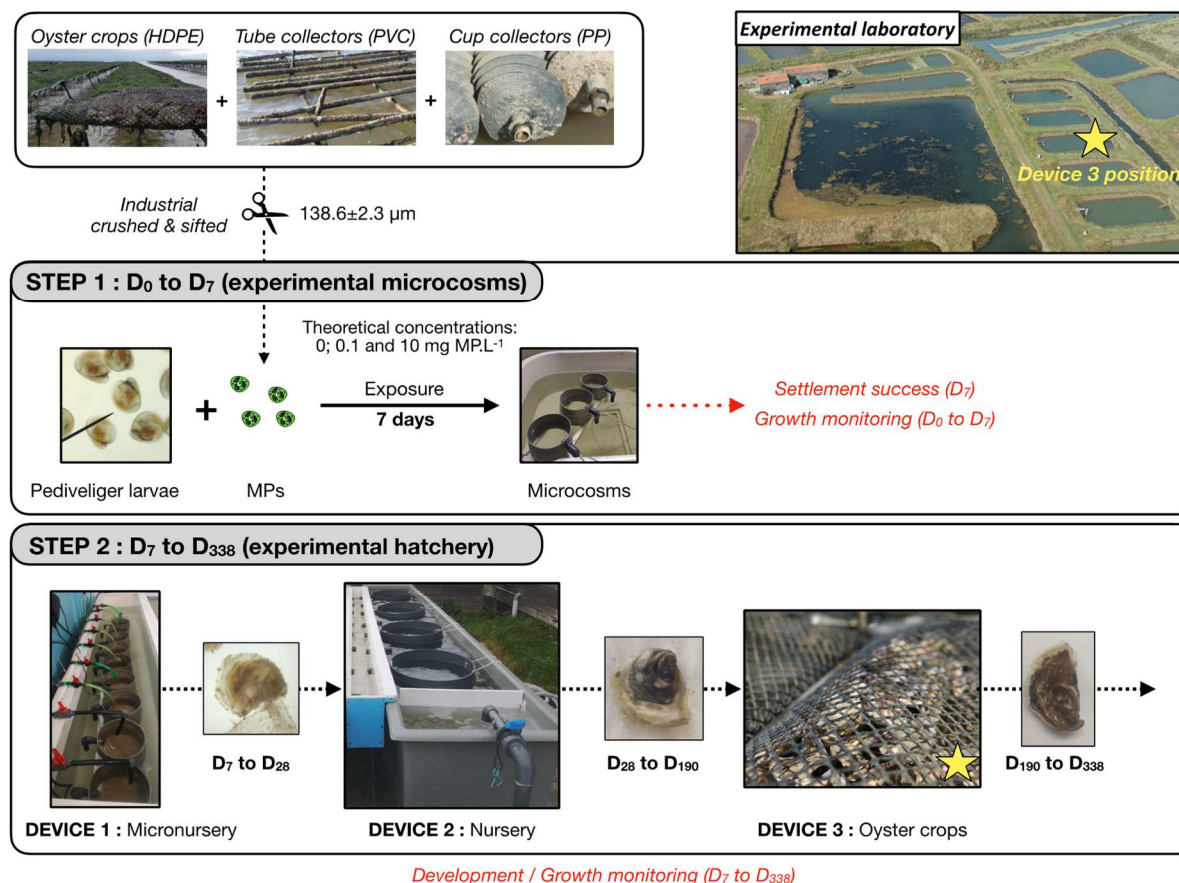 Oyster crops (HDPE)
Tube collectors (PVC)
Cup collectors (PP)
+
+
Experimental laboratory
Device 3 position
Industrial
crushed & sifted
138.6±2.3 µm
STEP 1 : D₀ to D₇ (experimental microcosms)
Theoretical concentrations:
0; 0.1 and 10 mg MP.L⁻¹
+
Exposure
7 days
Settlement success (D₇)
Growth monitoring (D₀ to D₇)
Pediveliger larvae
MPs
Microcosms
STEP 2 : D₇ to D₃₃₈ (experimental hatchery)
D₇ to D₂₈
D₂₈ to D₁₉₀
D₁₉₀ to D₃₃₈
DEVICE 1 : Micronursery
DEVICE 2 : Nursery
DEVICE 3 : Oyster crops
Development / Growth monitoring (D₇ to D₃₃₈)